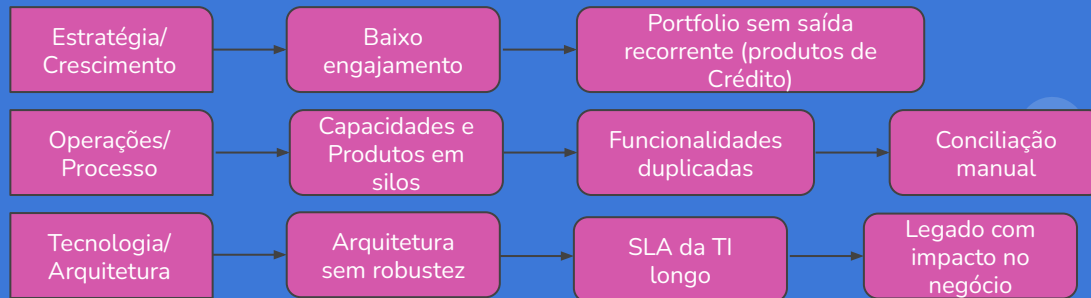 Estratégia/
Crescimento
Baixo
engajamento
Portfolio sem saída
recorrente (produtos de
Crédito)
Operações/
Processo
Capacidades e
Produtos em
silos
Funcionalidades
duplicadas
Conciliação
manual
Tecnologia/
Arquitetura
Arquitetura
sem robustez
SLA da TI
longo
Legado com
impacto no
negócio